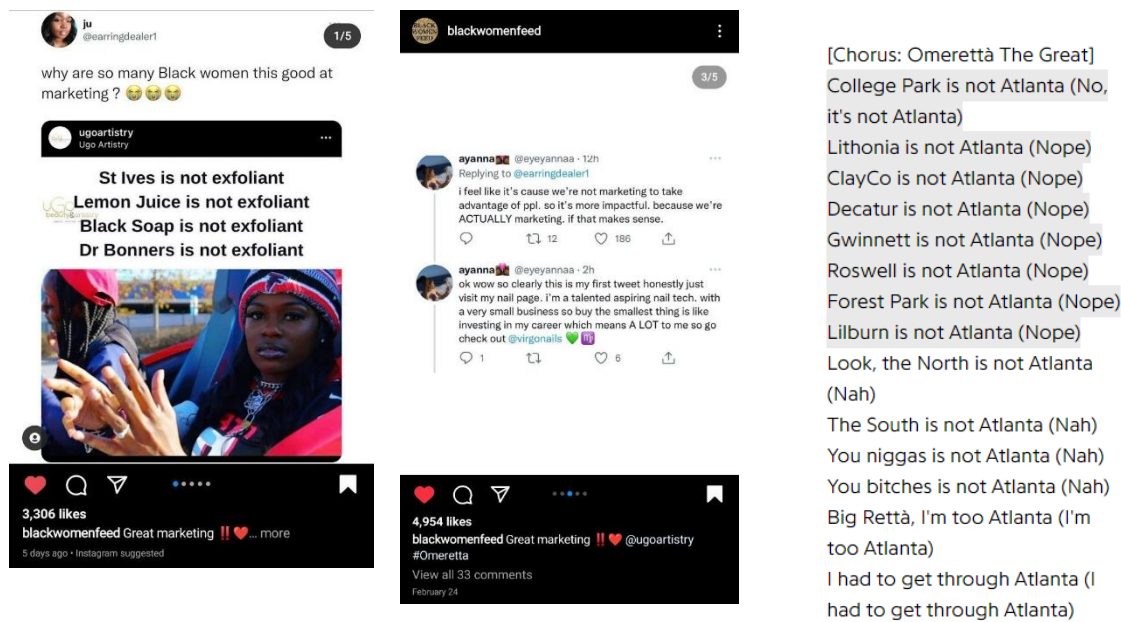 ju
@earringdealer1
1/5
why are so many Black women this good at
marketing ? 😭😭😭
ugoartistry
Ugo Artistry
St Ives is not exfoliant
Lemon Juice is not exfoliant
Black Soap is not exfoliant
Dr Bonners is not exfoliant
3,306 likes
blackwomenfeed Great marketing ‼️❤️... more
5 days ago • Instagram suggested
BLACK
WOMEN
FEED
blackwomenfeed
3/5
ayanna @eyeyannaa · 12h
Replying to @earringdealer1
i feel like it's cause we're not marketing to take
advantage of ppl. so it's more impactful. because we're
ACTUALLY marketing. if that makes sense.
12 186
ayanna @eyeyannaa · 2h
ok wow so clearly this is my first tweet honestly just
visit my nail page. i'm a talented aspiring nail tech. with
a very small business so buy the smallest thing is like
investing in my career which means A LOT to me so go
check out @virgonails 💚♍
1 6
4,954 likes
blackwomenfeed Great marketing ‼️❤️ @ugoartistry
#Omeretta
View all 33 comments
February 24
[Chorus: Omerettà The Great]
College Park is not Atlanta (No,
it's not Atlanta)
Lithonia is not Atlanta (Nope)
ClayCo is not Atlanta (Nope)
Decatur is not Atlanta (Nope)
Gwinnett is not Atlanta (Nope)
Roswell is not Atlanta (Nope)
Forest Park is not Atlanta (Nope)
Lilburn is not Atlanta (Nope)
Look, the North is not Atlanta
(Nah)
The South is not Atlanta (Nah)
You niggas is not Atlanta (Nah)
You bitches is not Atlanta (Nah)
Big Rettà, I'm too Atlanta (I'm
too Atlanta)
I had to get through Atlanta (I
had to get through Atlanta)